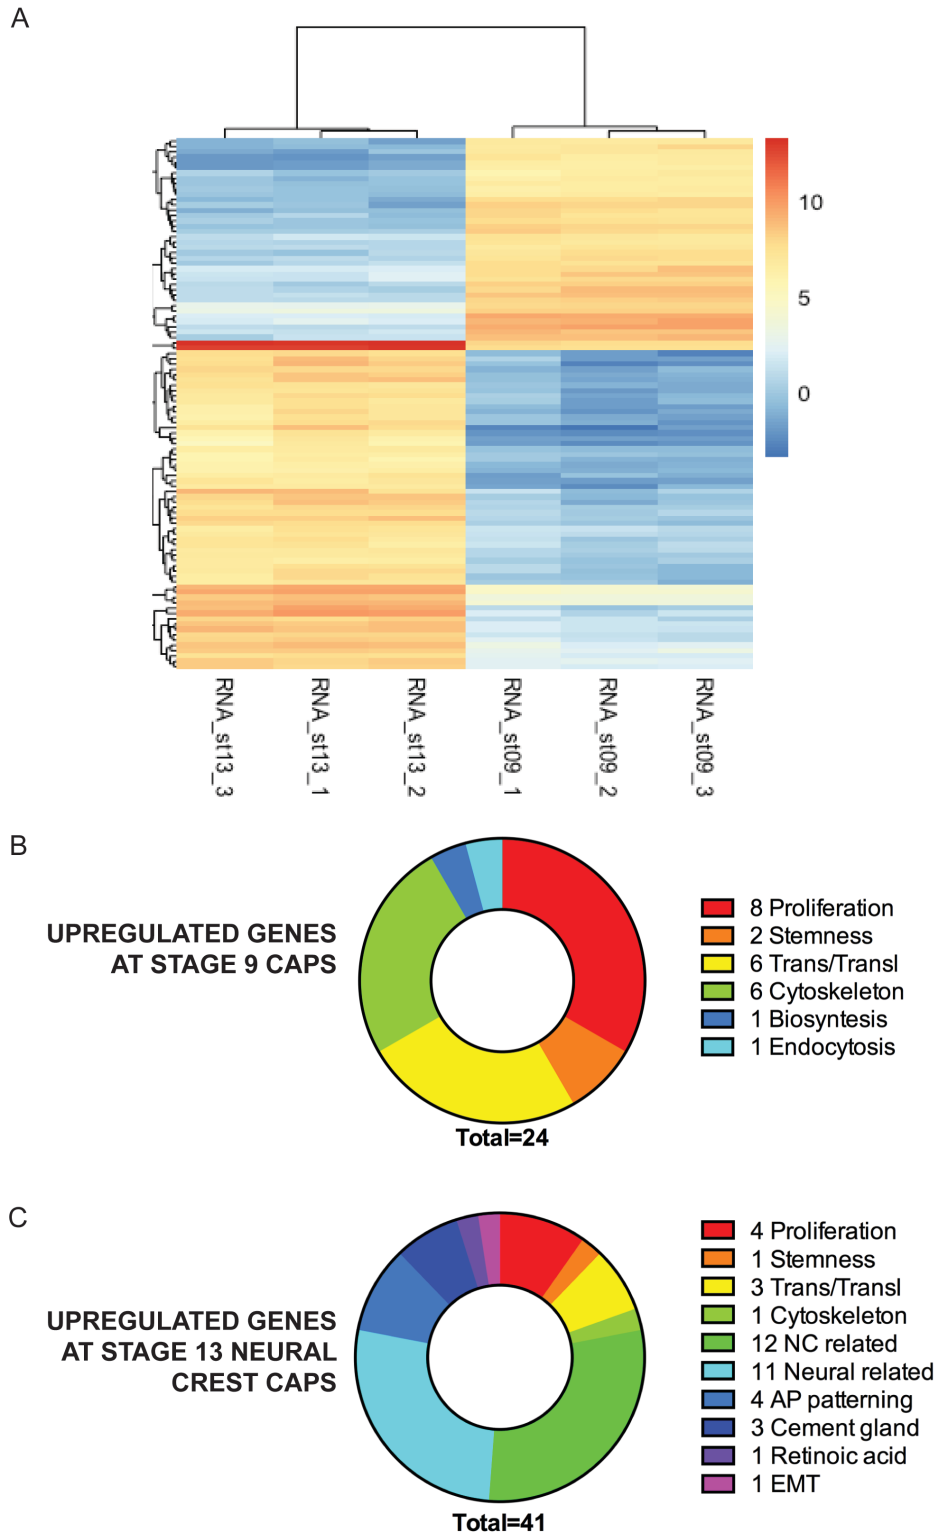 A
10
5
0
RNA_st13_3
RNA_st13_1
RNA_st13_2
RNA_st09_1
RNA_st09_2
RNA_st09_3
B
UPREGULATED GENES
AT STAGE 9 CAPS
8 Proliferation
2 Stemness
6 Trans/Transl
6 Cytoskeleton
1 Biosyntesis
1 Endocytosis
Total=24
C
UPREGULATED GENES
AT STAGE 13 NEURAL
CREST CAPS
4 Proliferation
1 Stemness
3 Trans/Transl
1 Cytoskeleton
12 NC related
11 Neural related
4 AP patterning
3 Cement gland
1 Retinoic acid
1 EMT
Total=41